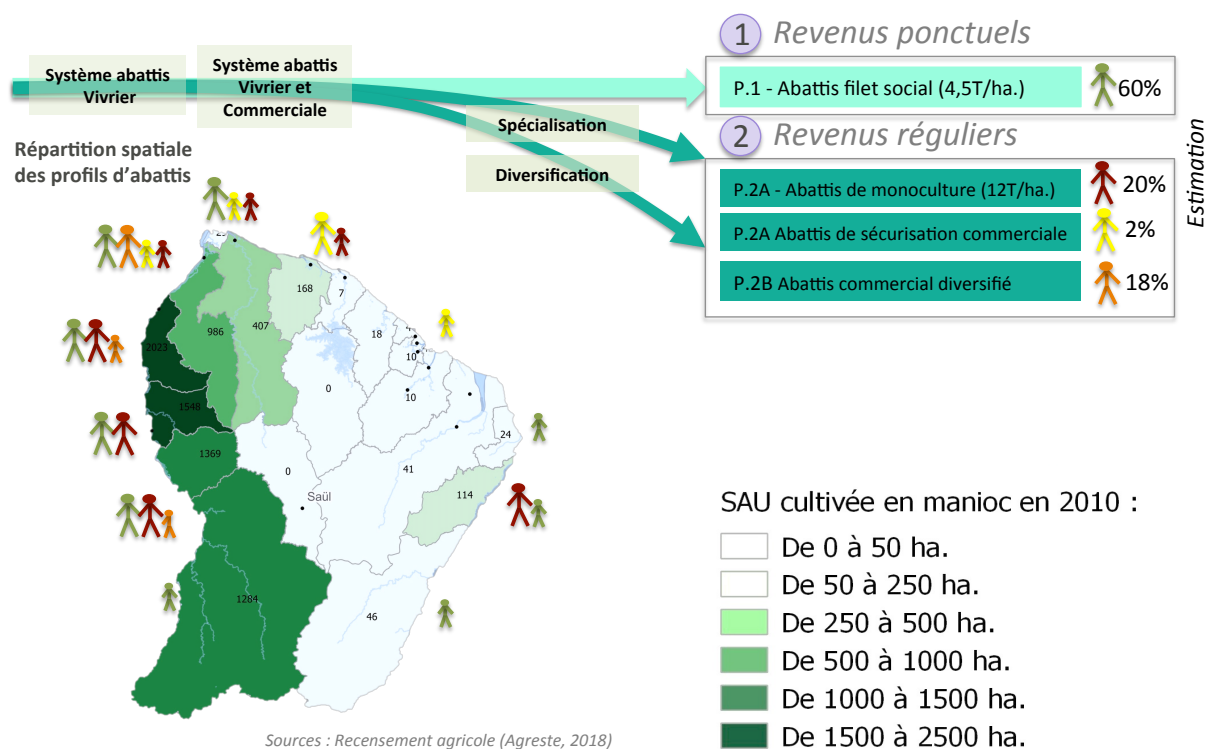 1 Revenus ponctuels
Système abattis
Vivrier
Système abattis
Vivrier et
Commerciale
P.1 - Abattis filet social (4,5T/ha.)
60%
Spécialisation
2 Revenus réguliers
Diversification
P.2A - Abattis de monoculture (12T/ha.)
20%
P.2A Abattis de sécurisation commerciale
2%
P.2B Abattis commercial diversifié
18%
Estimation
Répartition spatiale
des profils d'abattis
168
7
407
986
18
2023
10
0
10
1548
24
1369
0
41
114
Saül
1284
46
SAU cultivée en manioc en 2010 :
De 0 à 50 ha.
De 50 à 250 ha.
De 250 à 500 ha.
De 500 à 1000 ha.
De 1000 à 1500 ha.
De 1500 à 2500 ha.
Sources : Recensement agricole (Agreste, 2018)